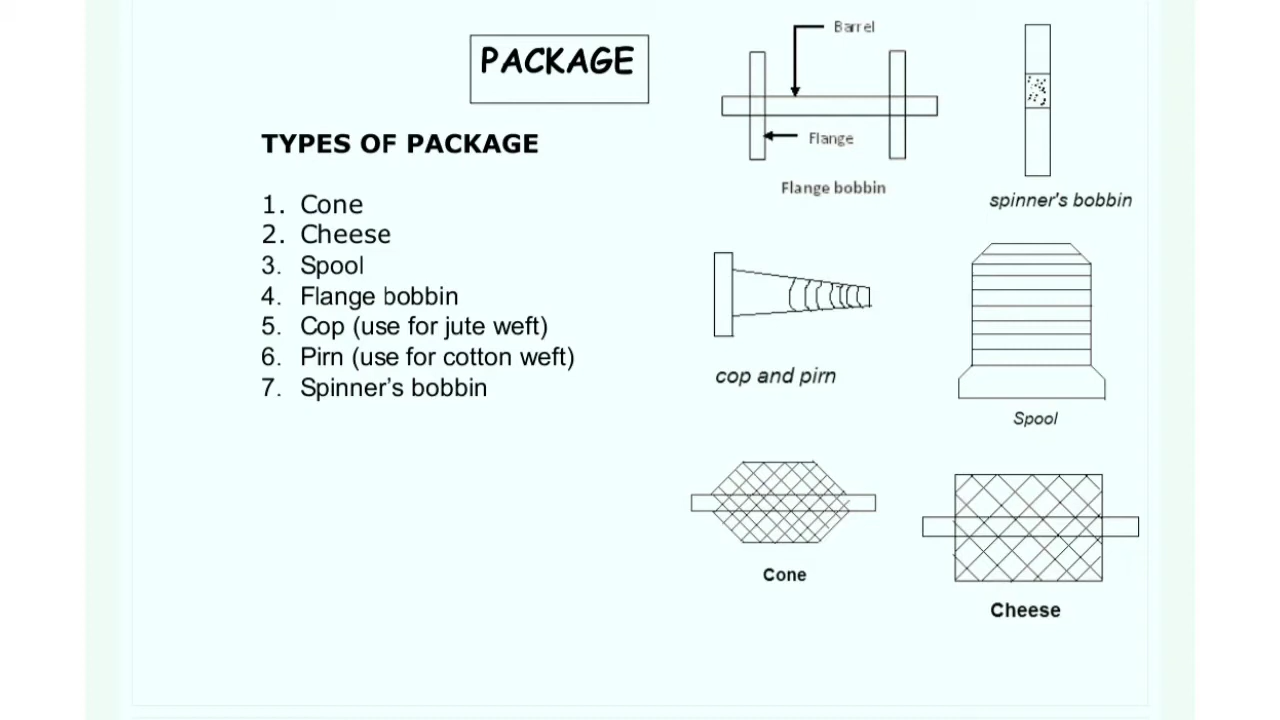 PACKAGE
TYPES OF PACKAGE
1. Cone
2. Cheese
3. Spool
4. Flange bobbin
5. Cop (use for jute weft)
6. Pirn (use for cotton weft)
7. Spinner’s bobbin
Barrel
Flange
Flange bobbin
spinner's bobbin
cop and pirn
Spool
Cone
Cheese